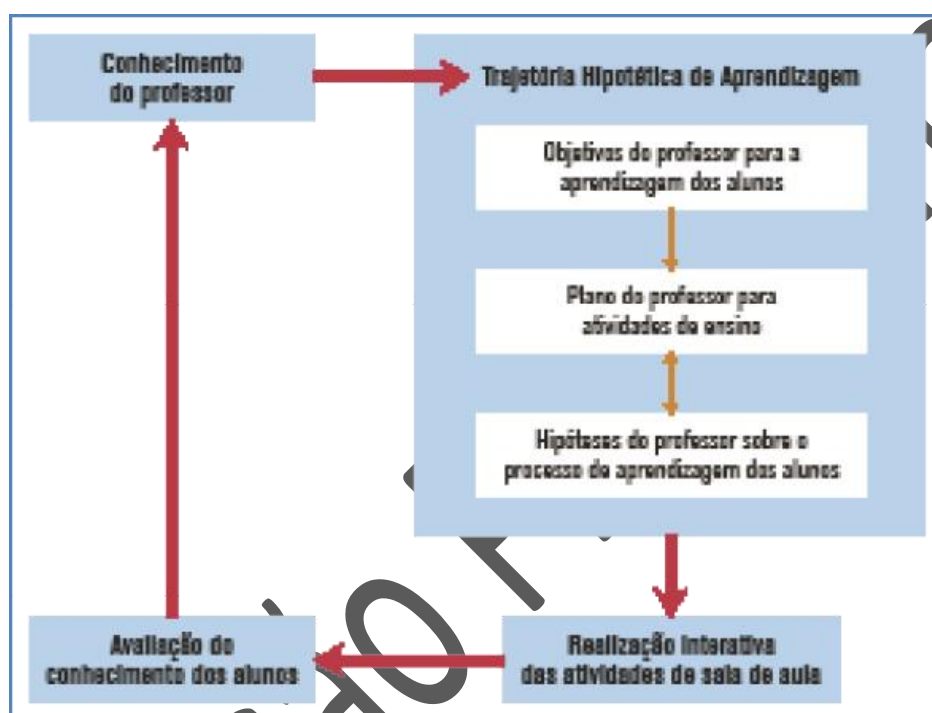 Conhecimento
do professor
Trajetória Hipotética de Aprendizagem
Objetivos do professor para a
aprendizagem dos alunos
Plano do professor para
atividades de ensino
Hipóteses do professor sobre o
processo de aprendizagem dos alunos
Avaliação do
conhecimento dos alunos
Realização interativa
das atividades de sala de aula